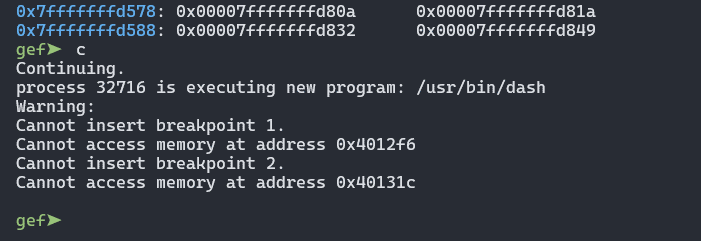 0x7fffffffd578: 0x00007fffffffd80a 0x00007fffffffd81a
0x7fffffffd588: 0x00007fffffffd832 0x00007fffffffd849
gef➤ c
Continuing.
process 32716 is executing new program: /usr/bin/dash
Warning:
Cannot insert breakpoint 1.
Cannot access memory at address 0x4012f6
Cannot insert breakpoint 2.
Cannot access memory at address 0x40131c
gef➤